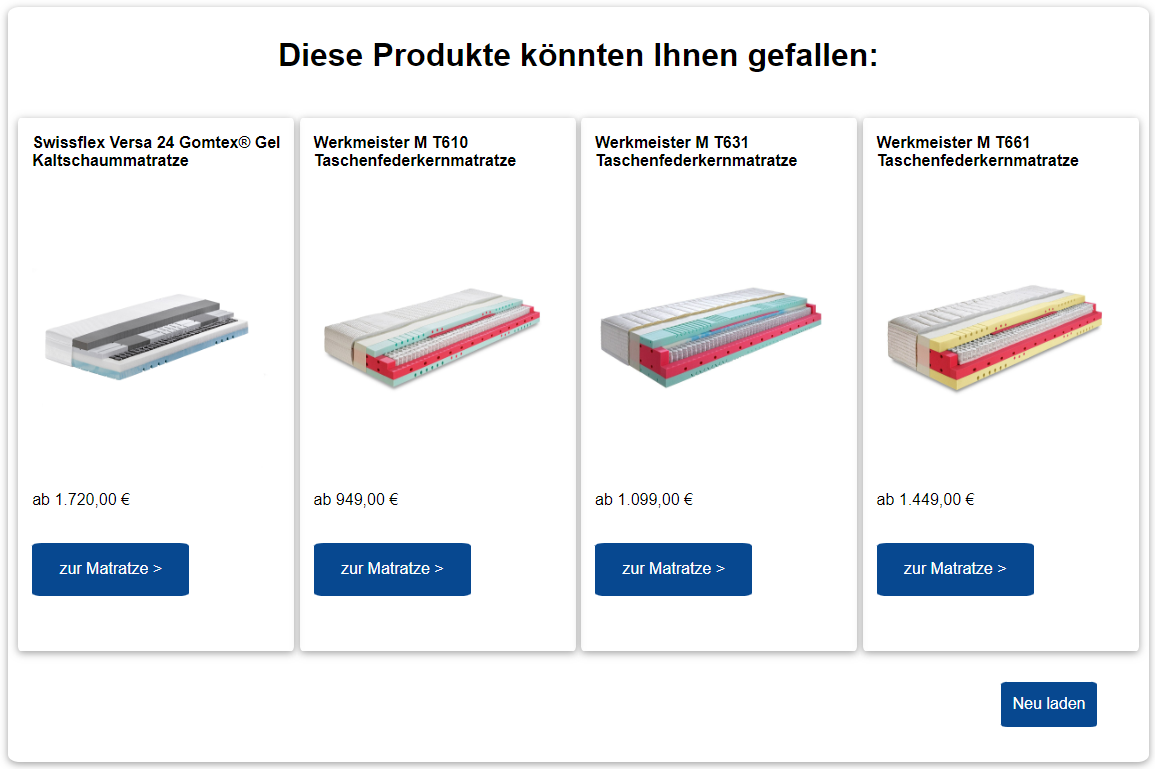 Diese Produkte könnten Ihnen gefallen:
Swissflex Versa 24 Gomtex® Gel
Kaltschaummatratze
ab 1.720,00 €
zur Matratze >
Werkmeister M T610
Taschenfederkernmatratze
ab 949,00 €
zur Matratze >
Werkmeister M T631
Taschenfederkernmatratze
ab 1.099,00 €
zur Matratze >
Werkmeister M T661
Taschenfederkernmatratze
ab 1.449,00 €
zur Matratze >
Neu laden